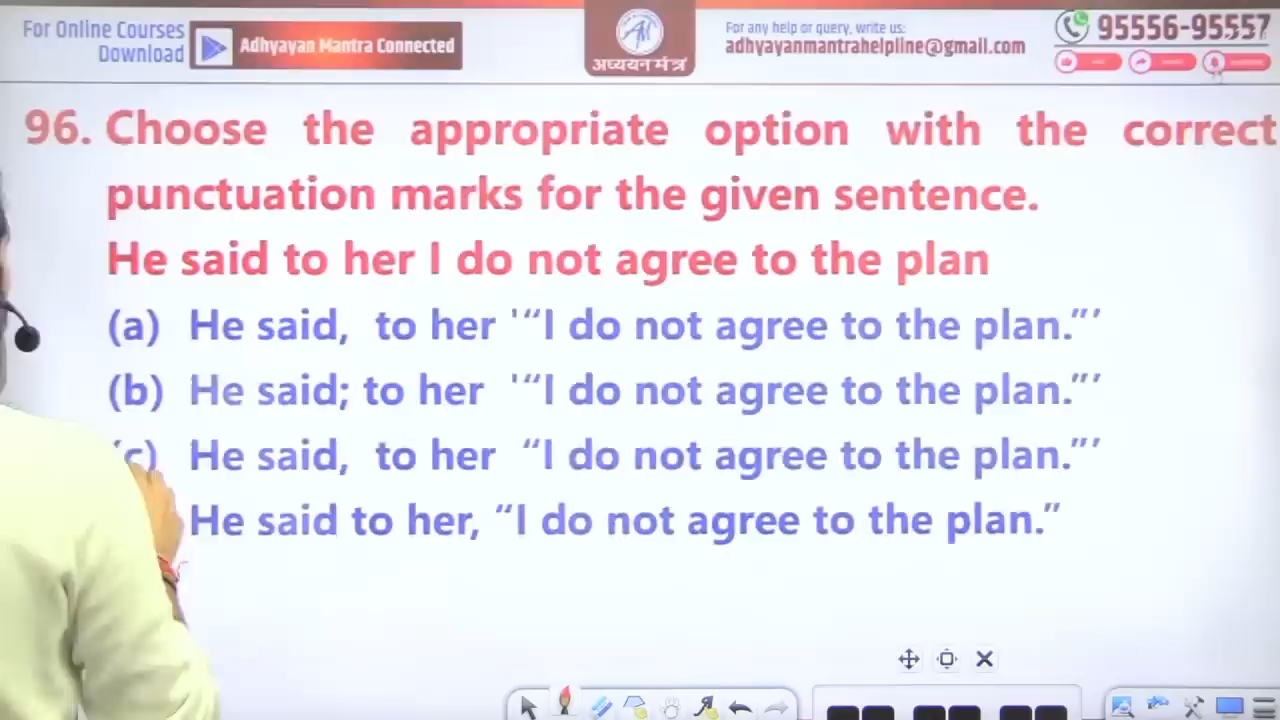 For Online Courses
Download
Adhyayan Mantra Connected
अध्ययन मंत्र
For any help or query, write us:
adhyayanmantrahelpline@gmail.com
95556-95557
96. Choose the appropriate option with the correct
punctuation marks for the given sentence.
He said to her I do not agree to the plan
(a) He said, to her '“I do not agree to the plan.”’
(b) He said; to her '“I do not agree to the plan.”’
(c) He said, to her “I do not agree to the plan.”’
He said to her, “I do not agree to the plan.”